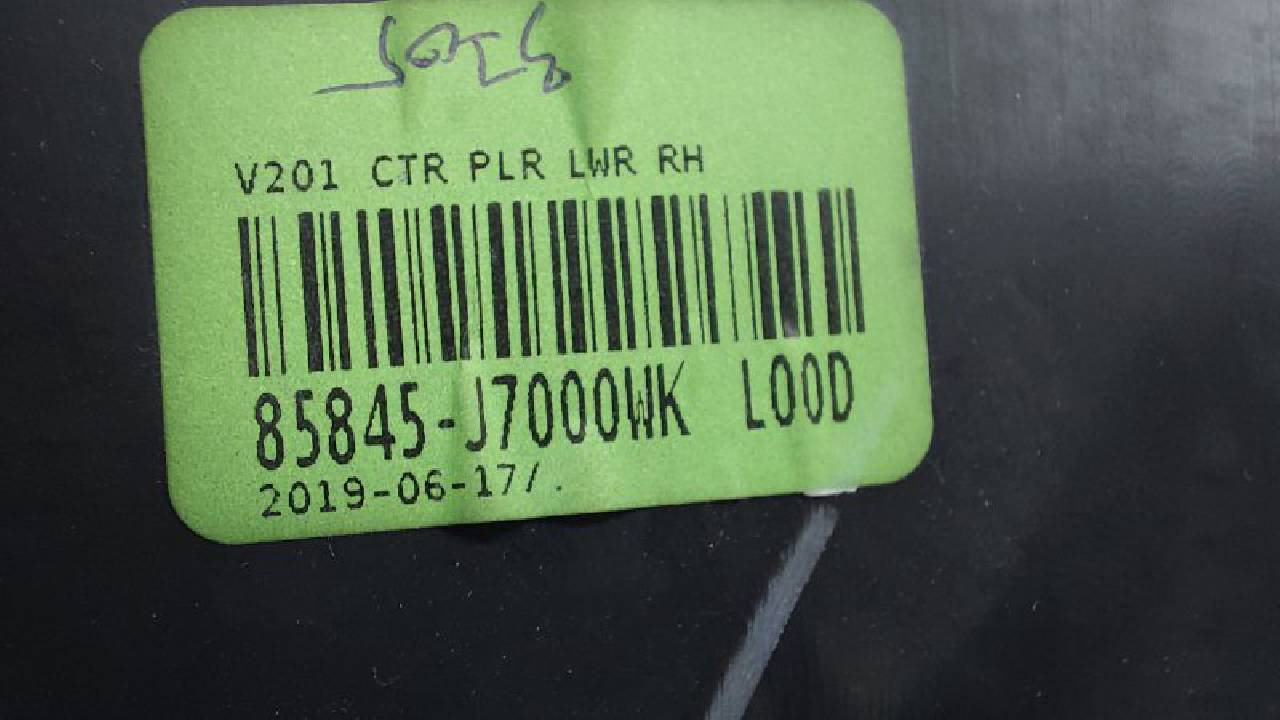 V201 CTR PLR LWR RH
85845-J7000WK L00D
2019-06-17/.